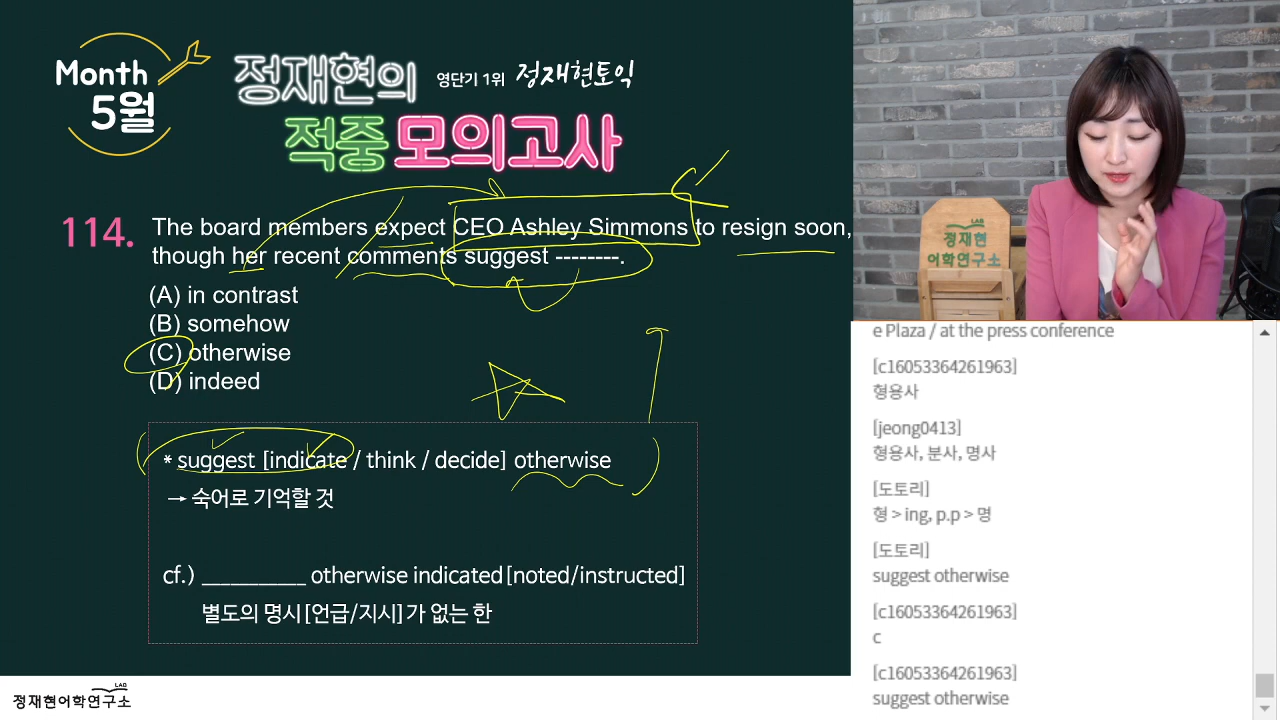 Month
5월
정재현의
영단기 1위 정재현토익
적중 모의고사
114. The board members expect CEO Ashley Simmons to resign soon,
though her recent comments suggest --------.
(A) in contrast
(B) somehow
(C) otherwise
(D) indeed
* suggest [indicate / think / decide] otherwise
→ 숙어로 기억할 것
cf.) __________ otherwise indicated [noted/instructed]
별도의 명시[언급/지시]가 없는 한
LAB
정재현어학연구소
LAB
정재현
어학연구소
e Plaza / at the press conference
[c16053364261963]
형용사
[jeong0413]
형용사, 분사, 명사
[도토리]
형 > ing, p.p > 명
[도토리]
suggest otherwise
[c16053364261963]
c
[c16053364261963]
suggest otherwise